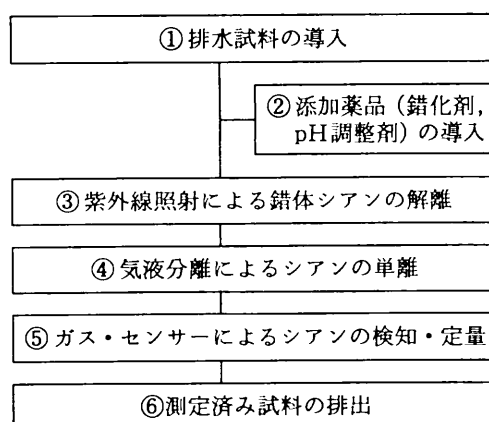 ①排水試料の導入
②添加薬品（錯化剤，
pH調整剤）の導入
③紫外線照射による錯体シアンの解離
④気液分離によるシアンの単離
⑤ガス・センサーによるシアンの検知・定量
⑥測定済み試料の排出